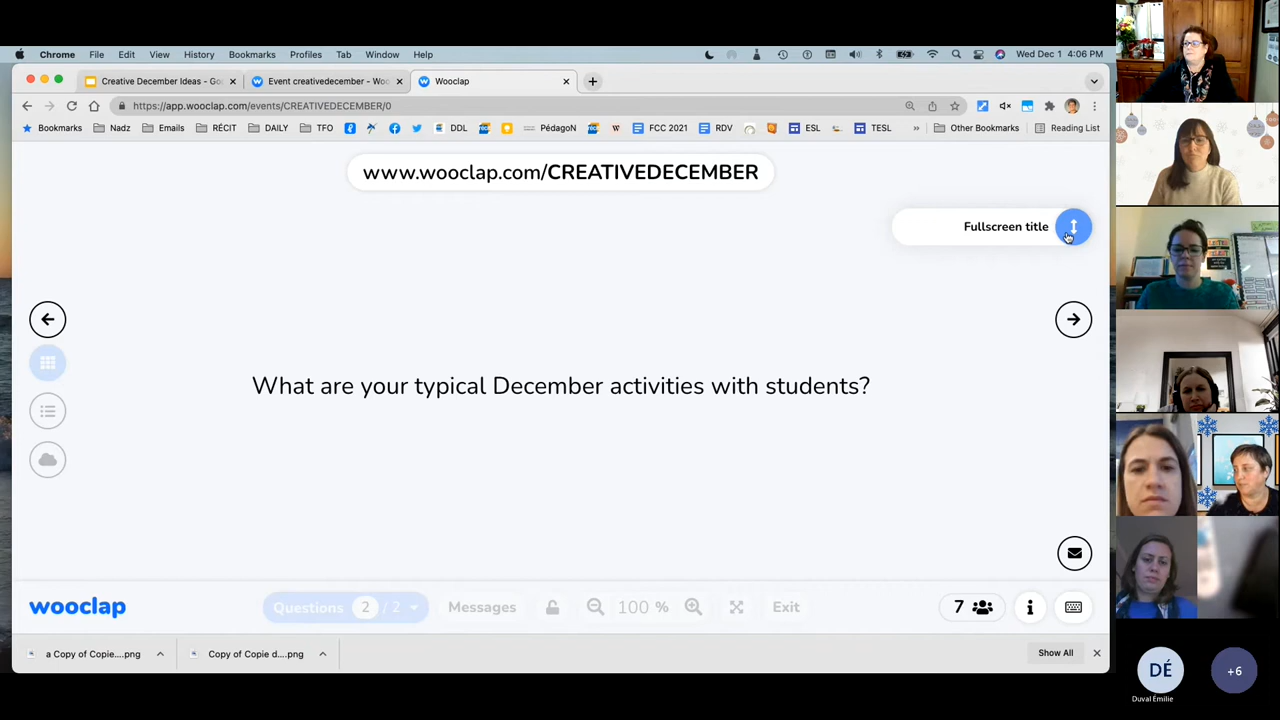 Chrome File Edit View History Bookmarks Profiles Tab Window Help
Wed Dec 1 4:06 PM
Creative December Ideas - Go
Event creativedecember - Woo
Wooclap
https://app.wooclap.com/events/CREATIVEDECEMBER/0
Bookmarks Nadz Emails RÉCIT DAILY TFO DDL PédagoN FCC 2021 RDV ESL TESL » Other Bookmarks Reading List
www.wooclap.com/CREATIVEDECEMBER
Fullscreen title
What are your typical December activities with students?
wooclap
Questions 2 / 2
Messages
100 %
Exit
7
a Copy of Copie....png
Copy of Copie d....png
Show All
DÉ
+6
Duval Émilie